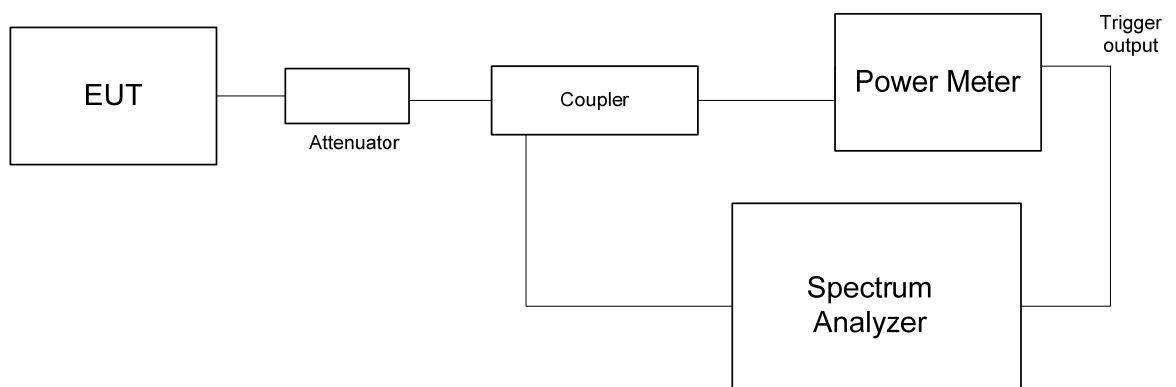 EUT
Attenuator
Coupler
Power Meter
Trigger
output
Spectrum
Analyzer